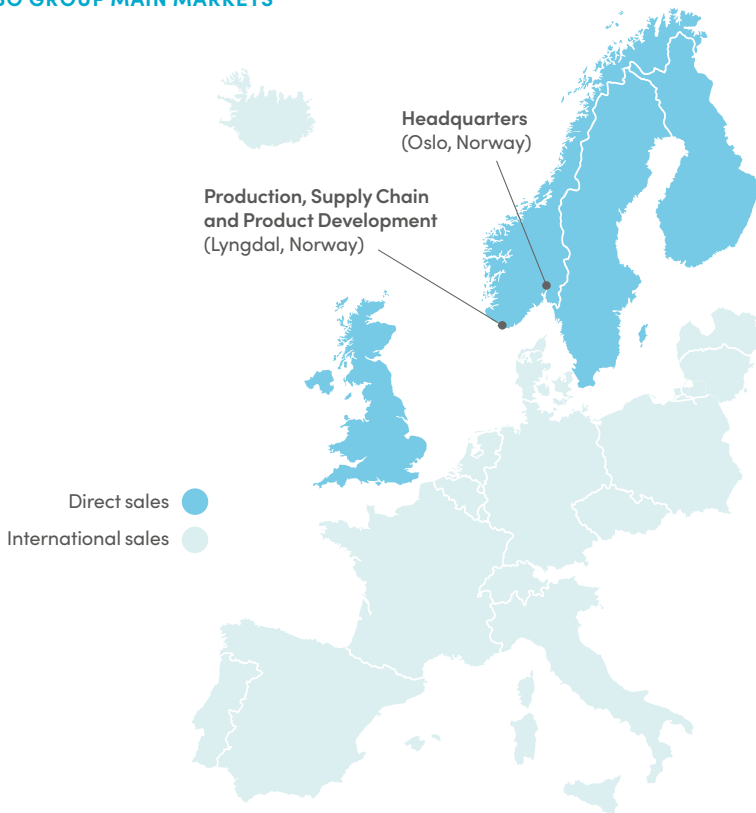 GROUP MAIN MARKETS
Headquarters
(Oslo, Norway)
Production, Supply Chain
and Product Development
(Lyngdal, Norway)
Direct sales
International sales